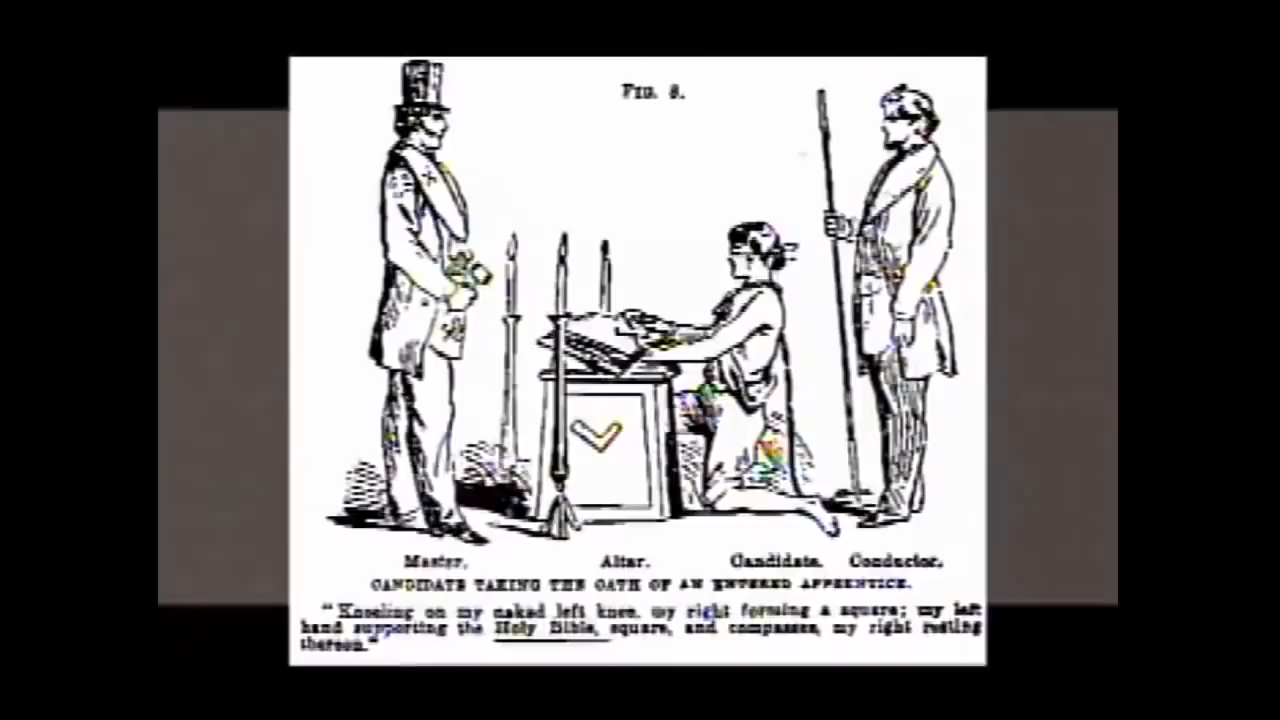 FIG. 8.
Master. Altar. Candidate. Conductor.
CANDIDATE TAKING THE OATH OF AN ENTERED APPRENTICE.
"Kneeling on my naked left knee, my right forming a square; my left
hand supporting the Holy Bible, square, and compasses, my right resting
thereon."